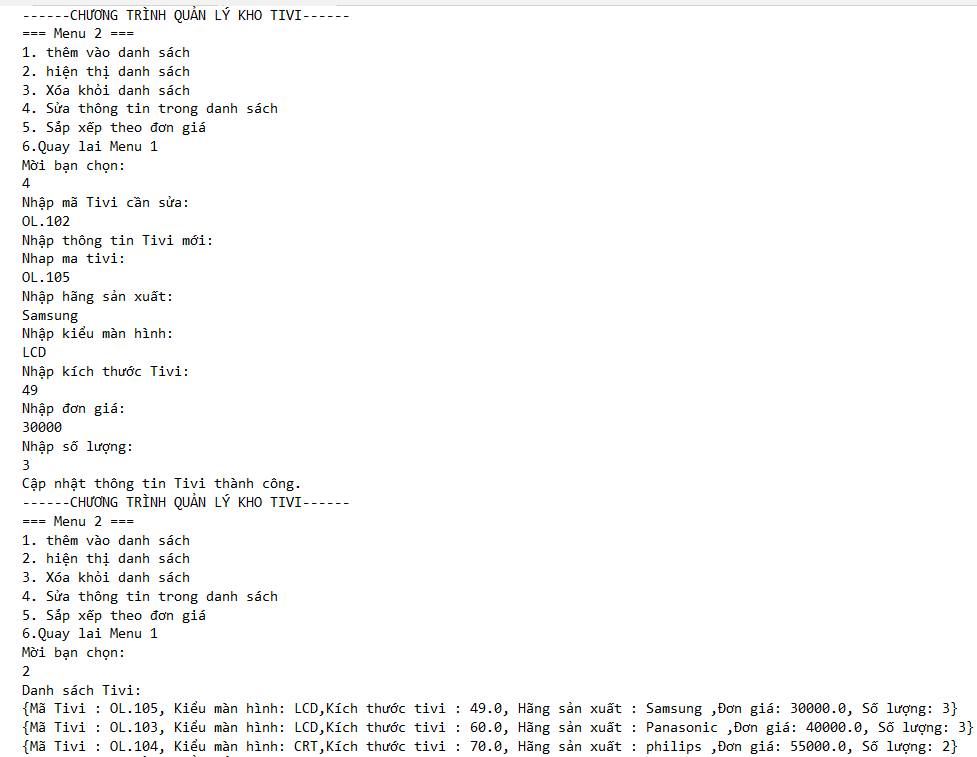 ------CHƯƠNG TRÌNH QUẢN LÝ KHO TIVI------
=== Menu 2 ===
1. thêm vào danh sách
2. hiện thị danh sách
3. Xóa khỏi danh sách
4. Sửa thông tin trong danh sách
5. Sắp xếp theo đơn giá
6.Quay lai Menu 1
Mời bạn chọn:
4
Nhập mã Tivi cần sửa:
OL.102
Nhập thông tin Tivi mới:
Nhap ma tivi:
OL.105
Nhập hãng sản xuất:
Samsung
Nhập kiểu màn hình:
LCD
Nhập kích thước Tivi:
49
Nhập đơn giá:
30000
Nhập số lượng:
3
Cập nhật thông tin Tivi thành công.
------CHƯƠNG TRÌNH QUẢN LÝ KHO TIVI------
=== Menu 2 ===
1. thêm vào danh sách
2. hiện thị danh sách
3. Xóa khỏi danh sách
4. Sửa thông tin trong danh sách
5. Sắp xếp theo đơn giá
6.Quay lai Menu 1
Mời bạn chọn:
2
Danh sách Tivi:
{Mã Tivi : OL.105, Kiểu màn hình: LCD,Kích thước tivi : 49.0, Hãng sản xuất : Samsung ,Đơn giá: 30000.0, Số lượng: 3}
{Mã Tivi : OL.103, Kiểu màn hình: LCD,Kích thước tivi : 60.0, Hãng sản xuất : Panasonic ,Đơn giá: 40000.0, Số lượng: 3}
{Mã Tivi : OL.104, Kiểu màn hình: CRT,Kích thước tivi : 70.0, Hãng sản xuất : philips ,Đơn giá: 55000.0, Số lượng: 2}